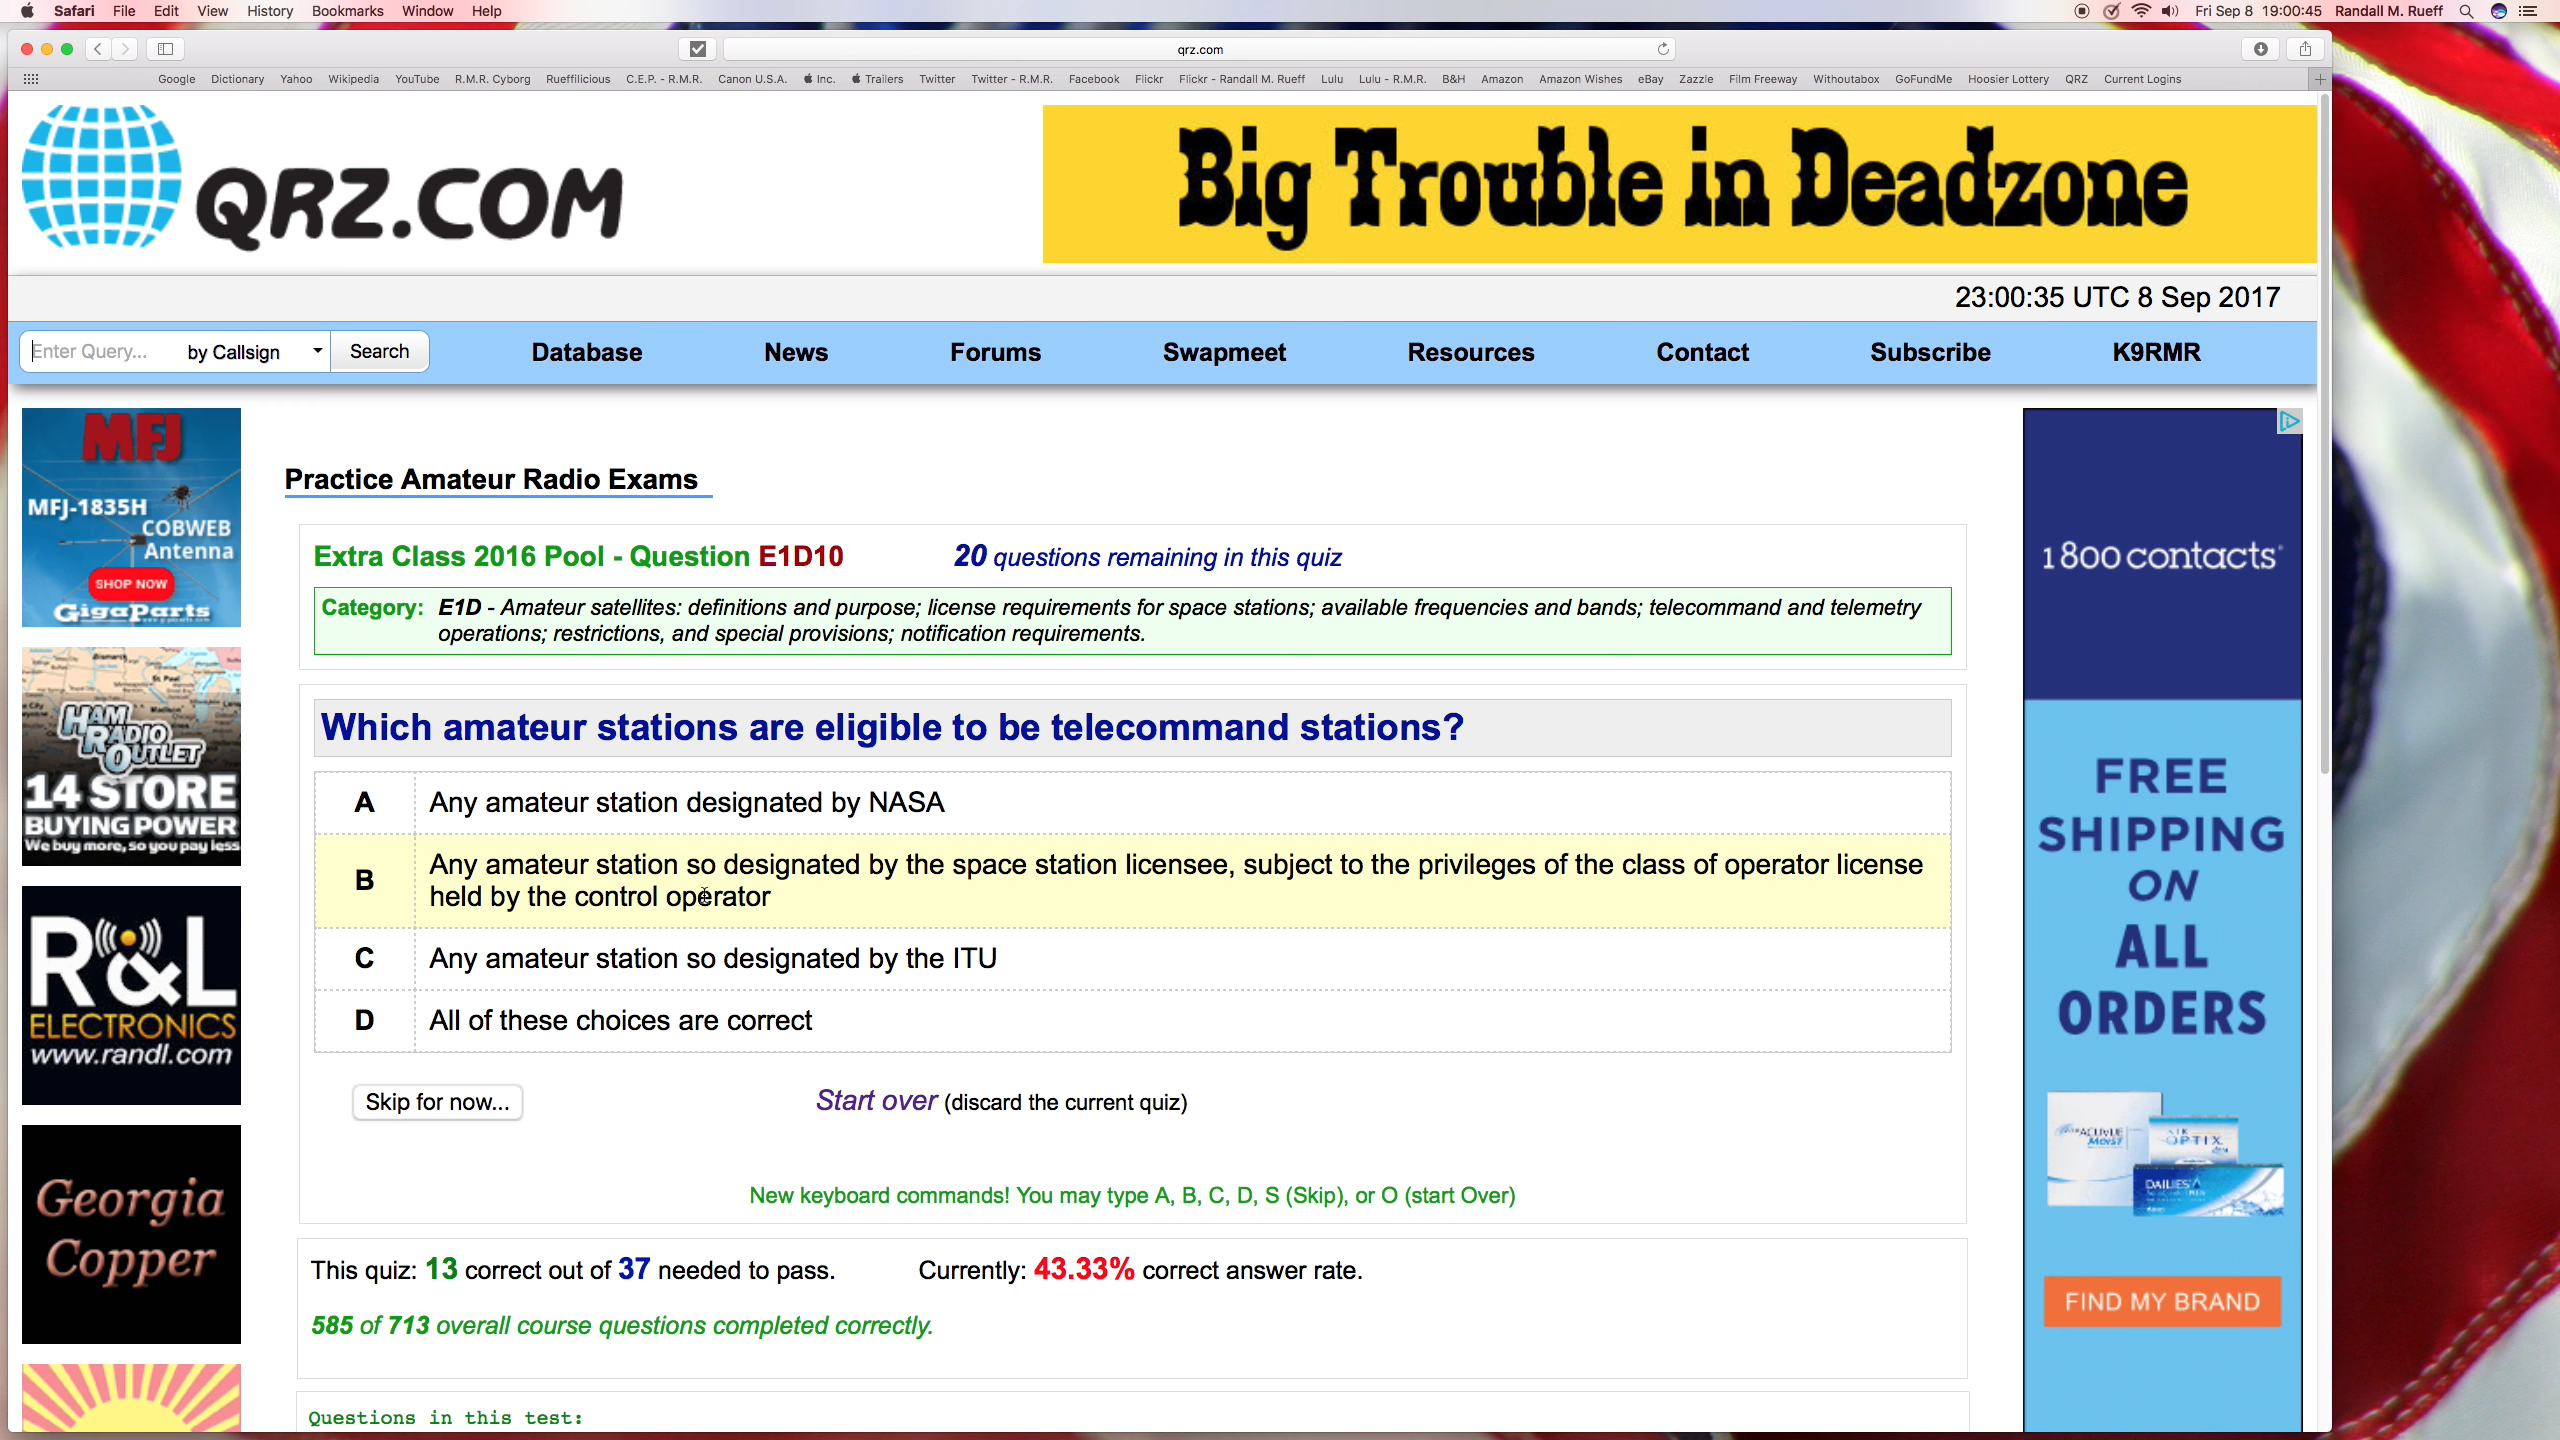 Safari File Edit View History Bookmarks Window Help
Fri Sep 8 19:00:45 Randall M. Rueff
qrz.com
Google Dictionary Yahoo Wikipedia YouTube R.M.R. Cyborg Rueffilicious C.E.P. - R.M.R. Canon U.S.A. Inc. Trailers Twitter Twitter - R.M.R. Facebook Flickr Flickr - Randall M. Rueff Lulu Lulu - R.M.R. B&H Amazon Amazon Wishes eBay Zazzle Film Freeway Withoutabox GoFundMe Hoosier Lottery QRZ Current Logins
QRZ.COM
Big Trouble in Deadzone
23:00:35 UTC 8 Sep 2017
Enter Query... by Callsign Search Database News Forums Swapmeet Resources Contact Subscribe K9RMR
MFJ
MFJ-1835H
COBWEB
Antenna
SHOP NOW
GigaParts
www.gigaparts.com
HAM
RADIO
OUTLET
14 STORE
BUYING POWER
We buy more, so you pay less
R&L
ELECTRONICS
www.randl.com
Georgia
Copper
Practice Amateur Radio Exams
Extra Class 2016 Pool - Question E1D10 20 questions remaining in this quiz
Category: E1D - Amateur satellites: definitions and purpose; license requirements for space stations; available frequencies and bands; telecommand and telemetry
operations; restrictions, and special provisions; notification requirements.
Which amateur stations are eligible to be telecommand stations?
A Any amateur station designated by NASA
B Any amateur station so designated by the space station licensee, subject to the privileges of the class of operator license
held by the control operator
C Any amateur station so designated by the ITU
D All of these choices are correct
Skip for now... Start over (discard the current quiz)
New keyboard commands! You may type A, B, C, D, S (Skip), or O (start Over)
This quiz: 13 correct out of 37 needed to pass. Currently: 43.33% correct answer rate.
585 of 713 overall course questions completed correctly.
Questions in this test:
1 800 contacts
FREE
SHIPPING
ON
ALL
ORDERS
ACUVUE
MOIST
AIR
OPTIX
DAILIES
FIND MY BRAND